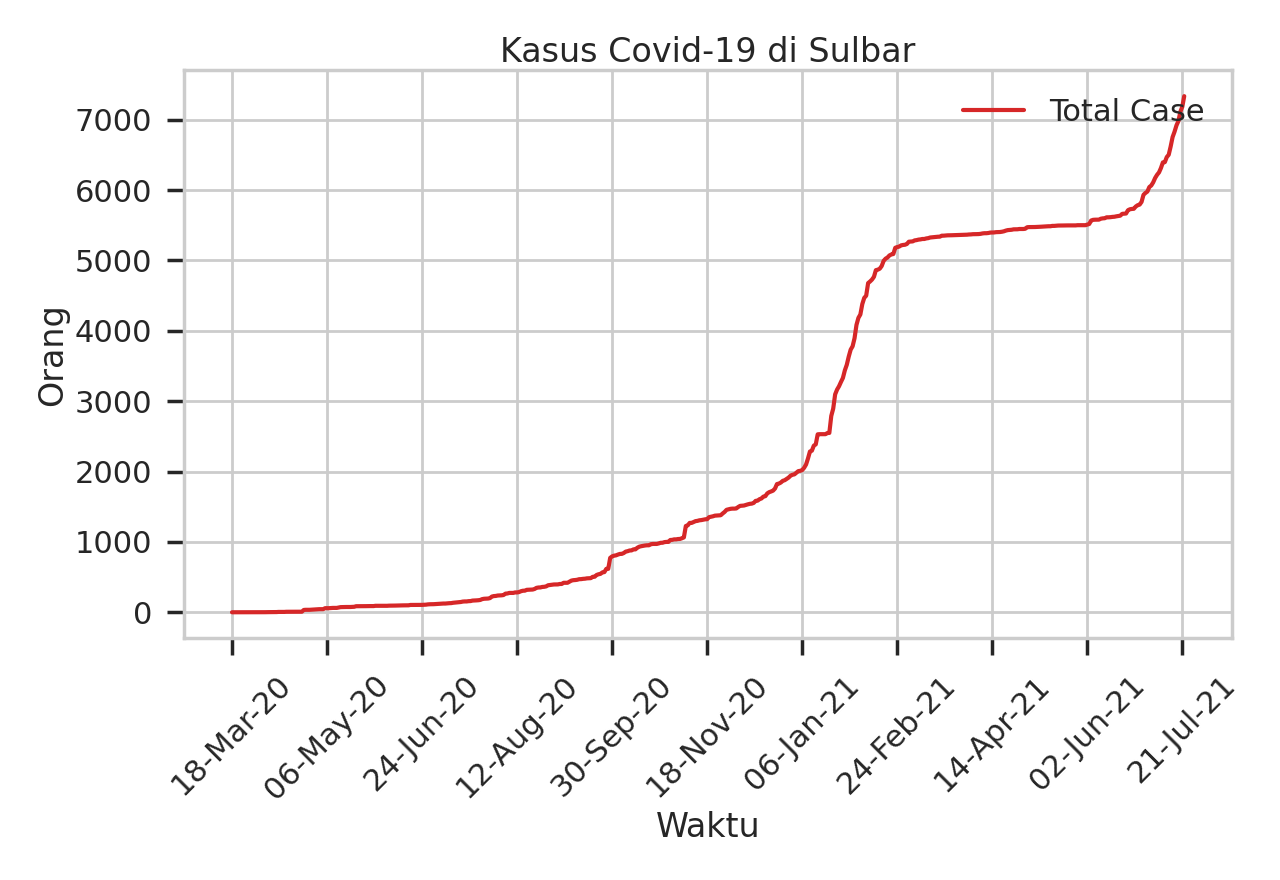 Kasus Covid-19 di Sulbar
Total Case
7000
6000
5000
4000
3000
2000
1000
0
Orang
18-Mar-20
06-May-20
24-Jun-20
12-Aug-20
30-Sep-20
18-Nov-20
06-Jan-21
24-Feb-21
14-Apr-21
02-Jun-21
21-Jul-21
Waktu